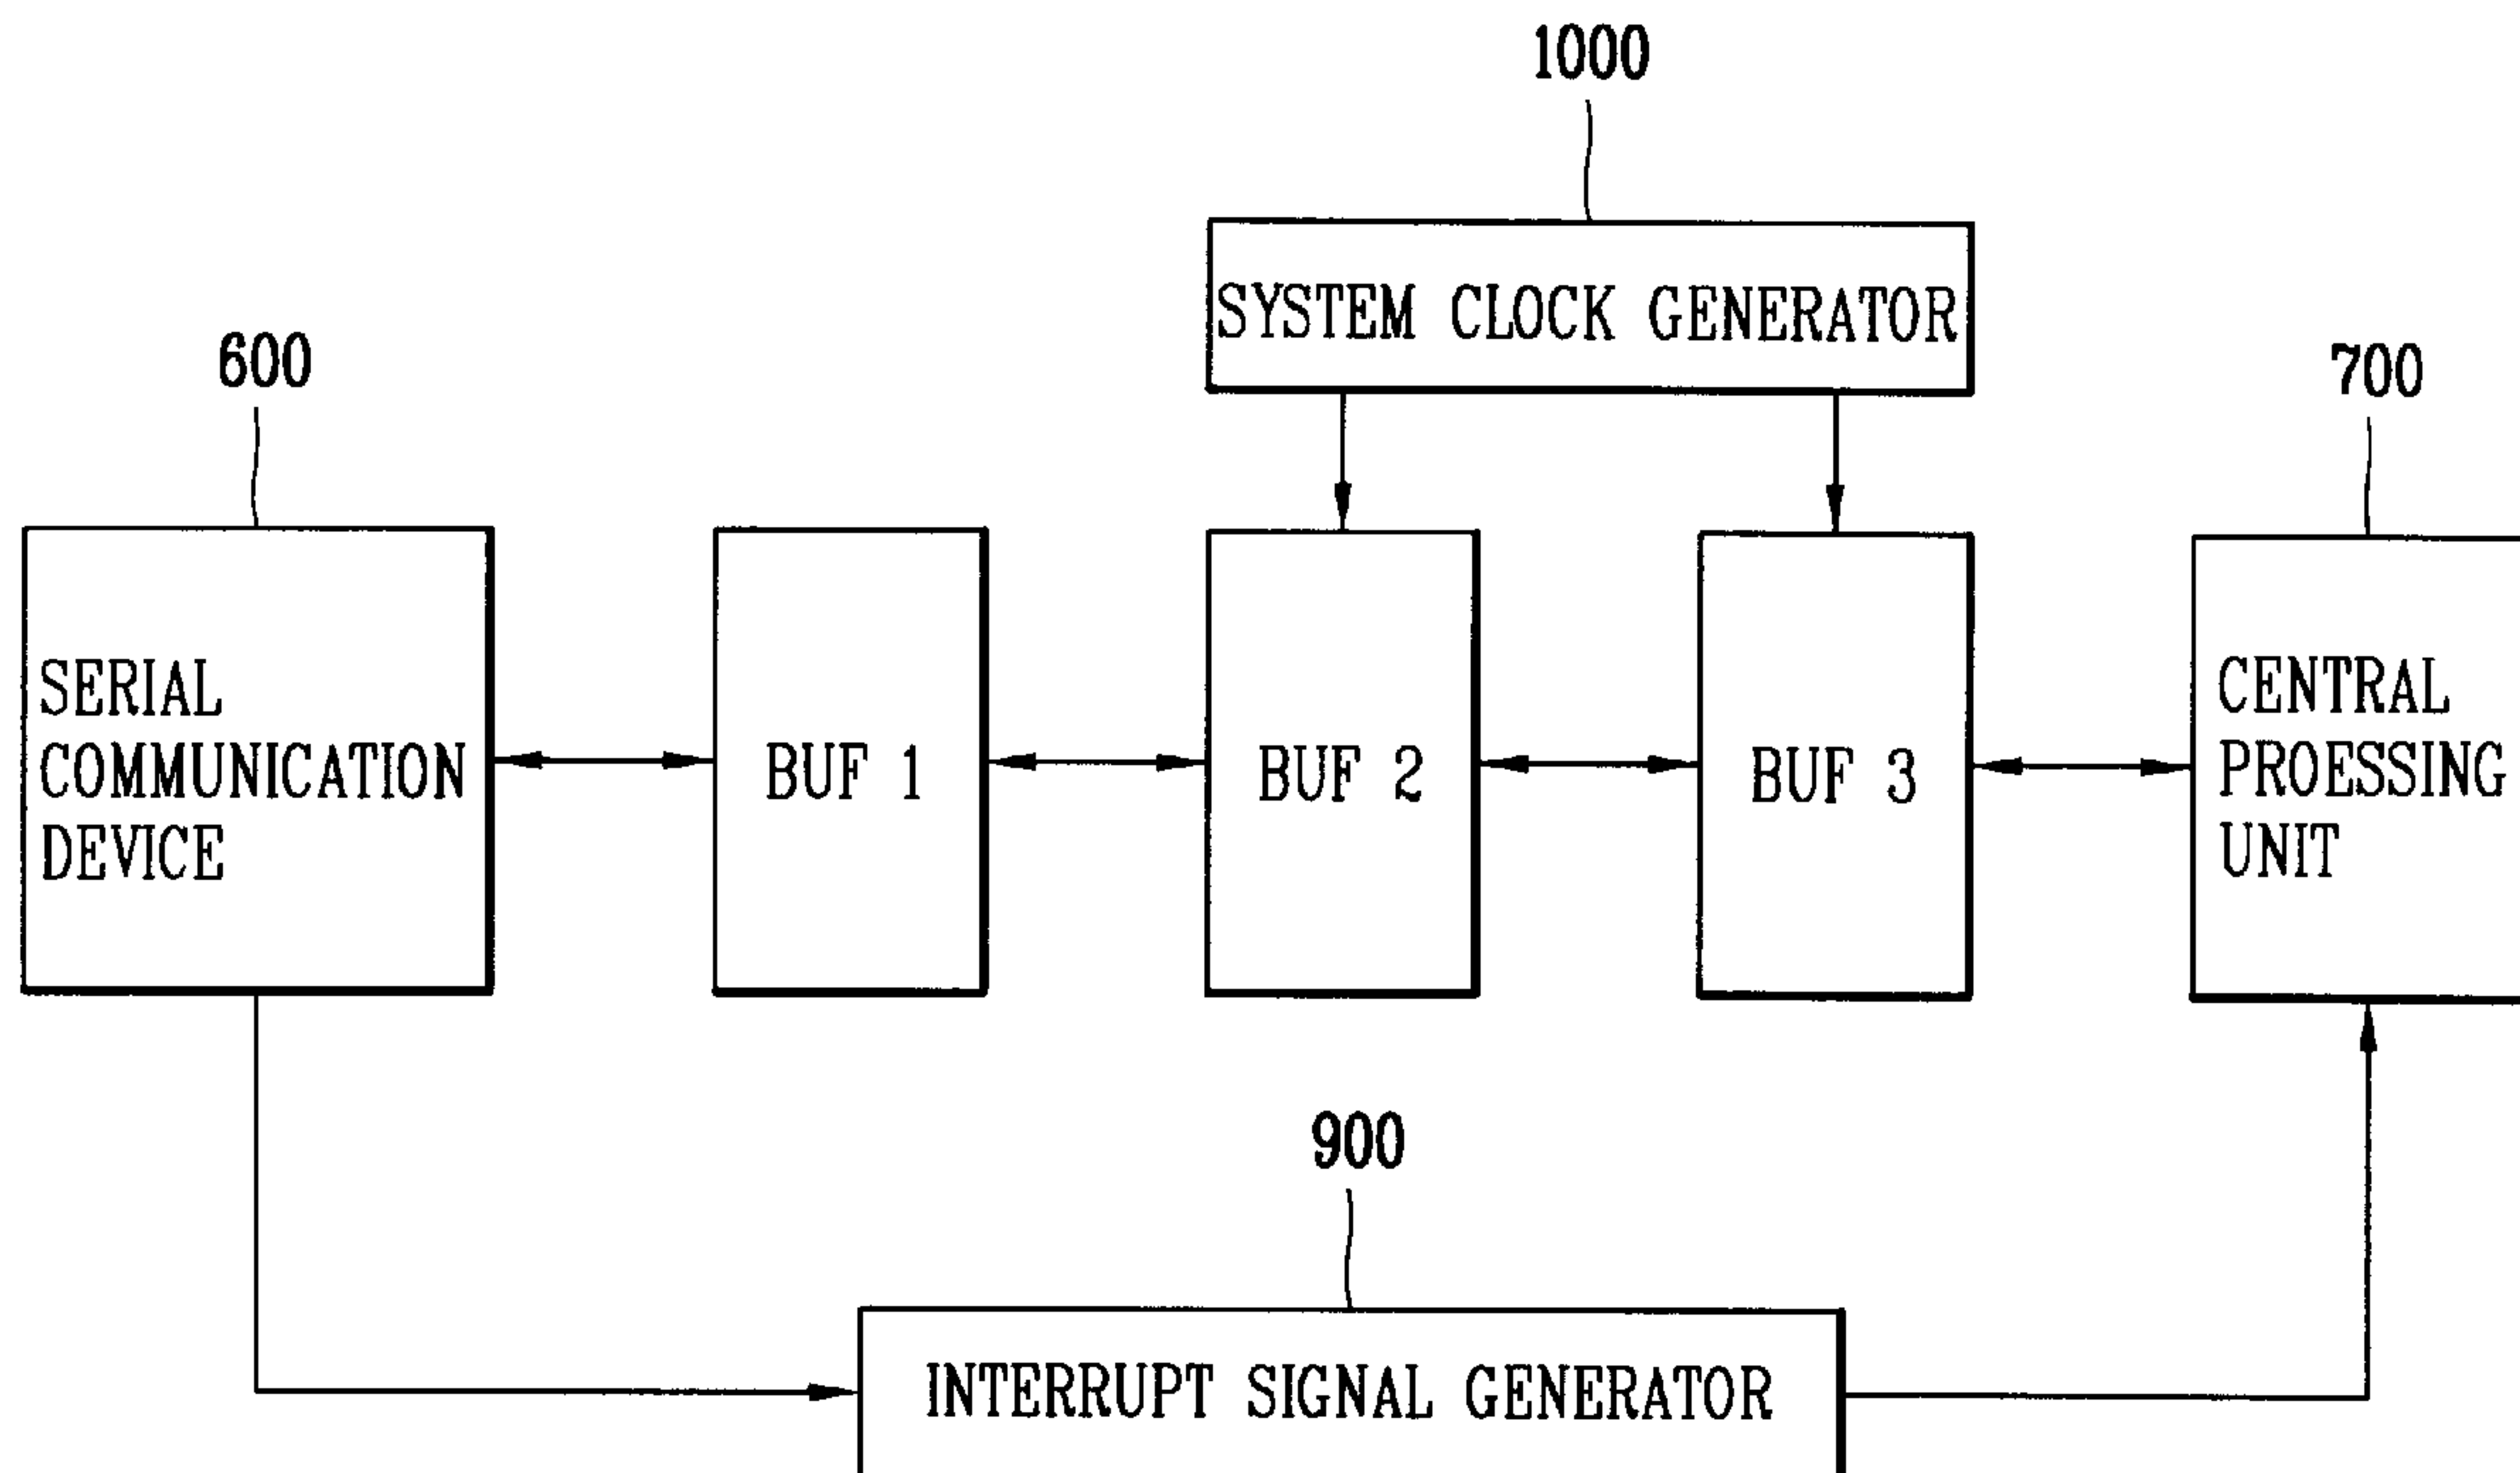 1000
SYSTEM CLOCK GENERATOR
600
700
SERIAL
COMMUNICATION
DEVICE
BUF 1
BUF 2
BUF 3
CENTRAL
PROESSING
UNIT
900
INTERRUPT SIGNAL GENERATOR